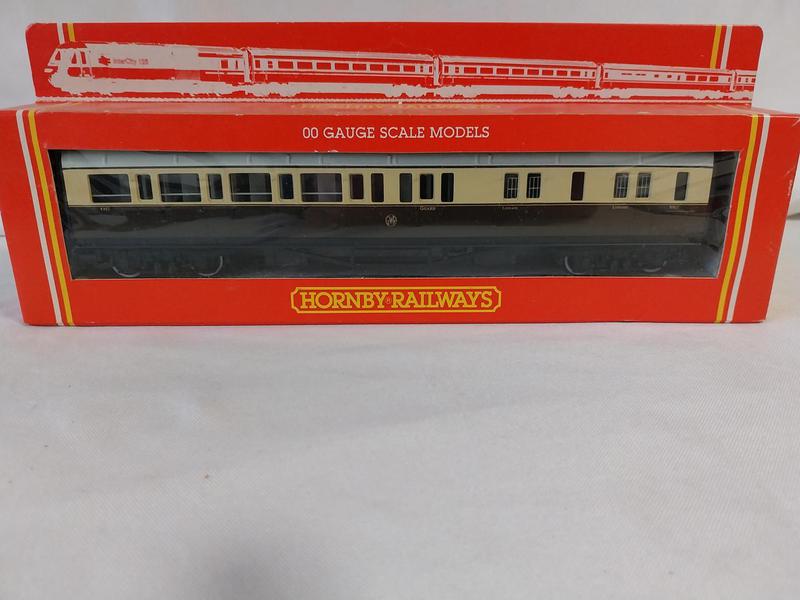 InterCity 125
00 GAUGE SCALE MODELS
GUARD
HORNBY® RAILWAYS